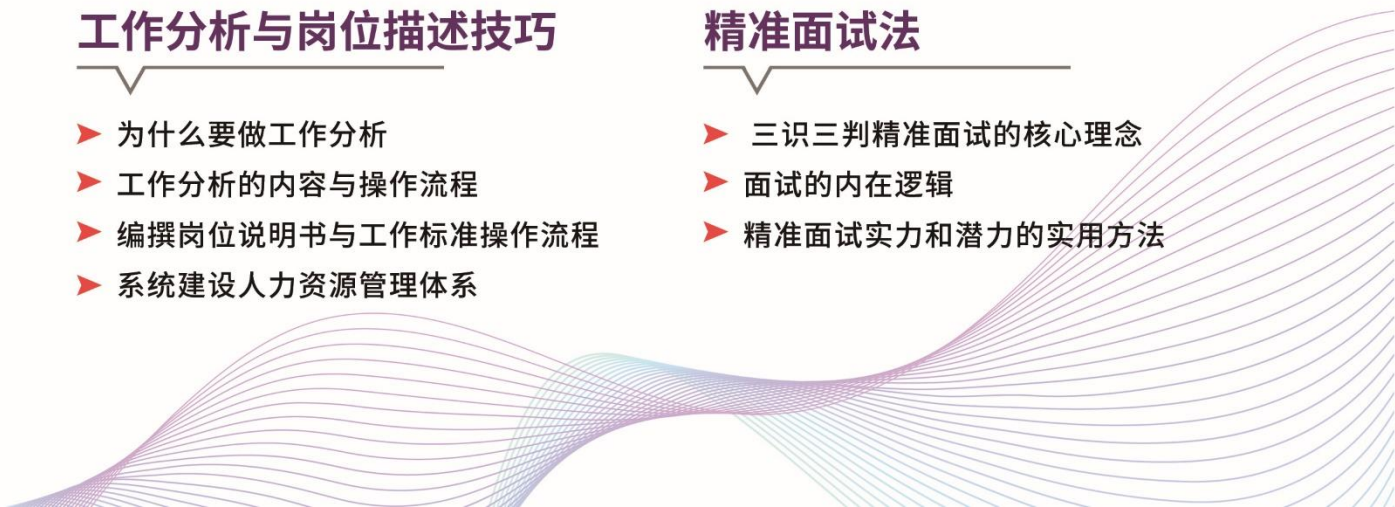 工作分析与岗位描述技巧
为什么要做工作分析
工作分析的内容与操作流程
编撰岗位说明书与工作标准操作流程
系统建设人力资源管理体系
精准面试法
三识三判精准面试的核心理念
面试的内在逻辑
精准面试实力和潜力的实用方法